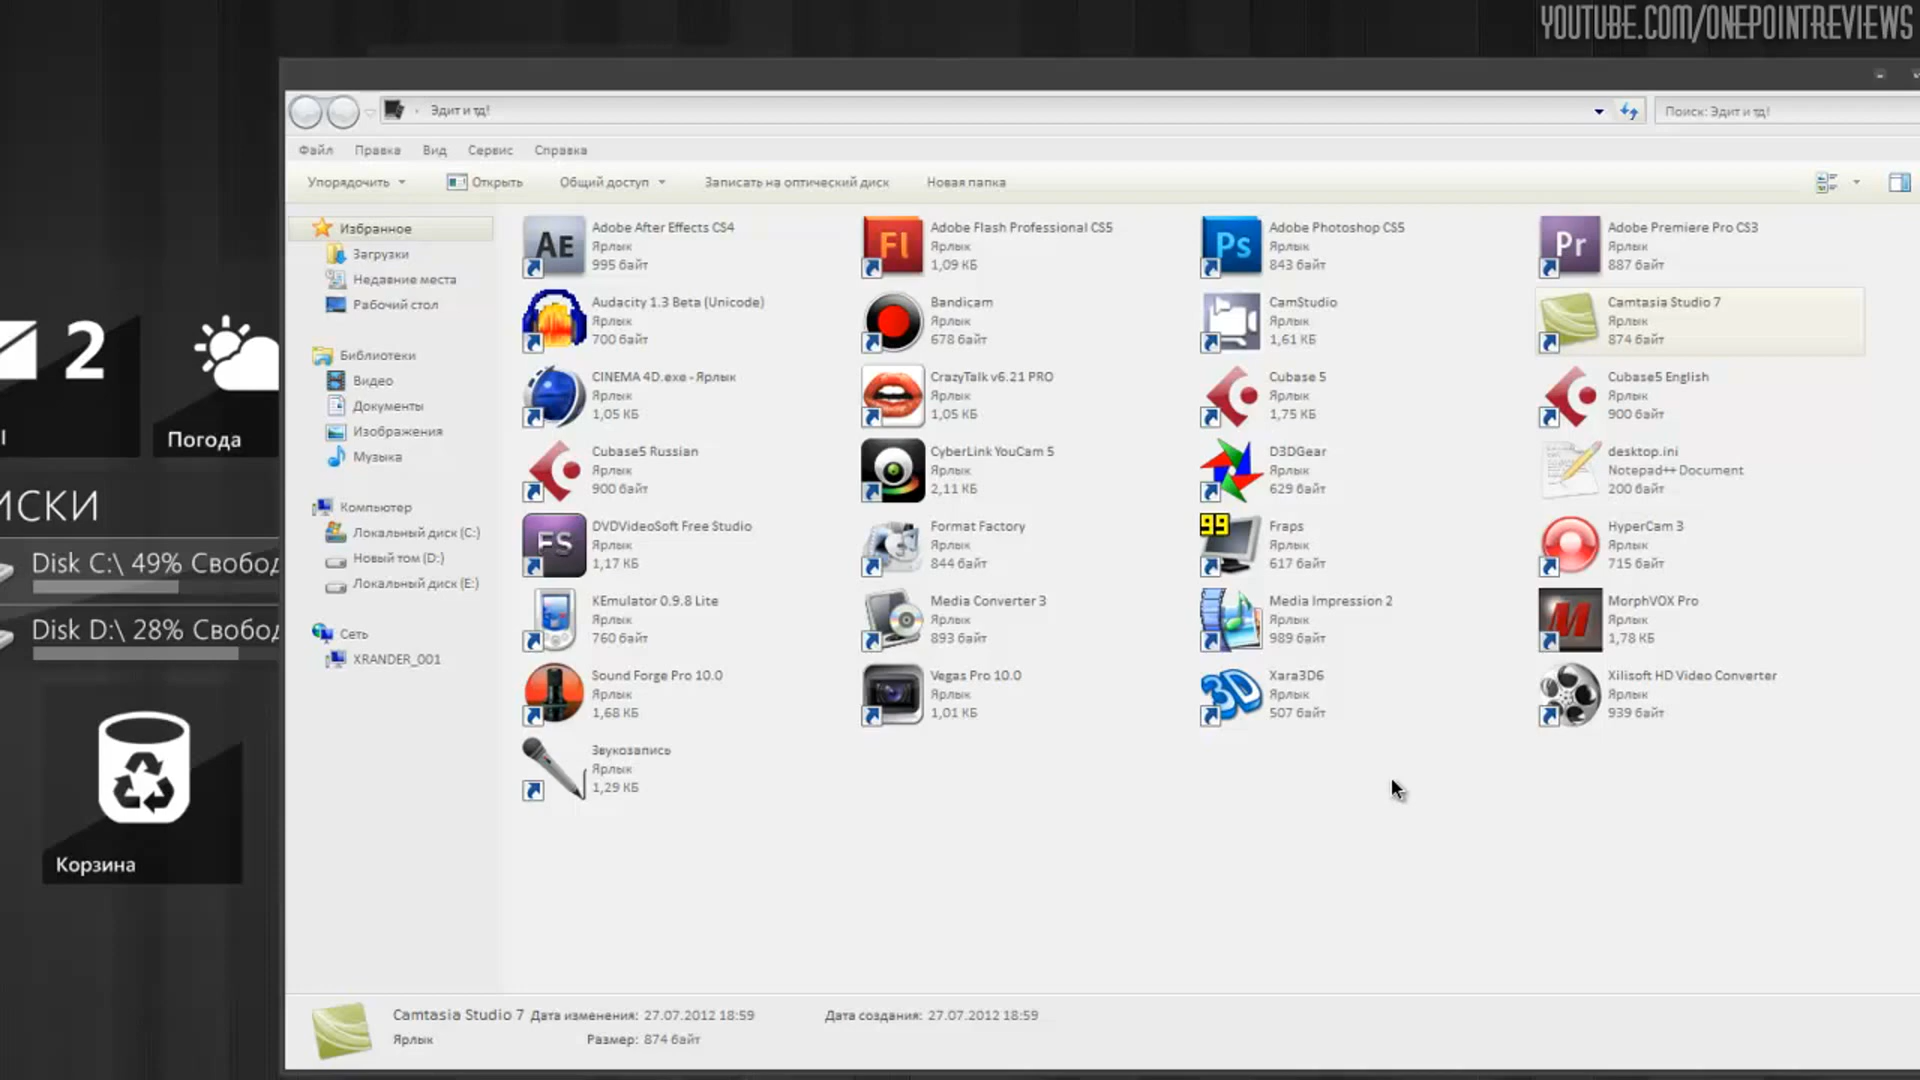 YOUTUBE.COM/ONEPOINTREVIEWS
Эдит и тд!
Поиск: Эдит и тд!
Файл Правка Вид Сервис Справка
Упорядочить Открыть Общий доступ Записать на оптический диск Новая папка
Избранное
Загрузки
Недавние места
Рабочий стол
Библиотеки
Видео
Документы
Изображения
Музыка
Компьютер
Локальный диск (C:)
Новый том (D:)
Локальный диск (E:)
Сеть
XRANDER_001
2
Погода
ИСКИ
Disk C:\ 49% Свобод
Disk D:\ 28% Свобод
Корзина
Ae
Adobe After Effects CS4
Ярлык
995 байт
Fl
Adobe Flash Professional CS5
Ярлык
1,09 КБ
Ps
Adobe Photoshop CS5
Ярлык
843 байт
Pr
Adobe Premiere Pro CS3
Ярлык
887 байт
Audacity 1.3 Beta (Unicode)
Ярлык
700 байт
Bandicam
Ярлык
678 байт
CamStudio
Ярлык
1,61 КБ
Camtasia Studio 7
Ярлык
874 байт
CINEMA 4D.exe - Ярлык
Ярлык
1,05 КБ
CrazyTalk v6.21 PRO
Ярлык
1,05 КБ
Cubase 5
Ярлык
1,75 КБ
Cubase5 English
Ярлык
900 байт
Cubase5 Russian
Ярлык
900 байт
CyberLink YouCam 5
Ярлык
2,11 КБ
D3DGear
Ярлык
629 байт
desktop.ini
Notepad++ Document
200 байт
FS
DVDVideoSoft Free Studio
Ярлык
1,17 КБ
Format Factory
Ярлык
844 байт
99
Fraps
Ярлык
617 байт
HyperCam 3
Ярлык
715 байт
KEmulator 0.9.8 Lite
Ярлык
760 байт
Media Converter 3
Ярлык
893 байт
Media Impression 2
Ярлык
989 байт
M
MorphVOX Pro
Ярлык
1,78 КБ
Sound Forge Pro 10.0
Ярлык
1,68 КБ
Vegas Pro 10.0
Ярлык
1,01 КБ
3D
Xara3D6
Ярлык
507 байт
Xilisoft HD Video Converter
Ярлык
939 байт
Звукозапись
Ярлык
1,29 КБ
Camtasia Studio 7 Дата изменения: 27.07.2012 18:59 Дата создания: 27.07.2012 18:59
Ярлык Размер: 874 байт